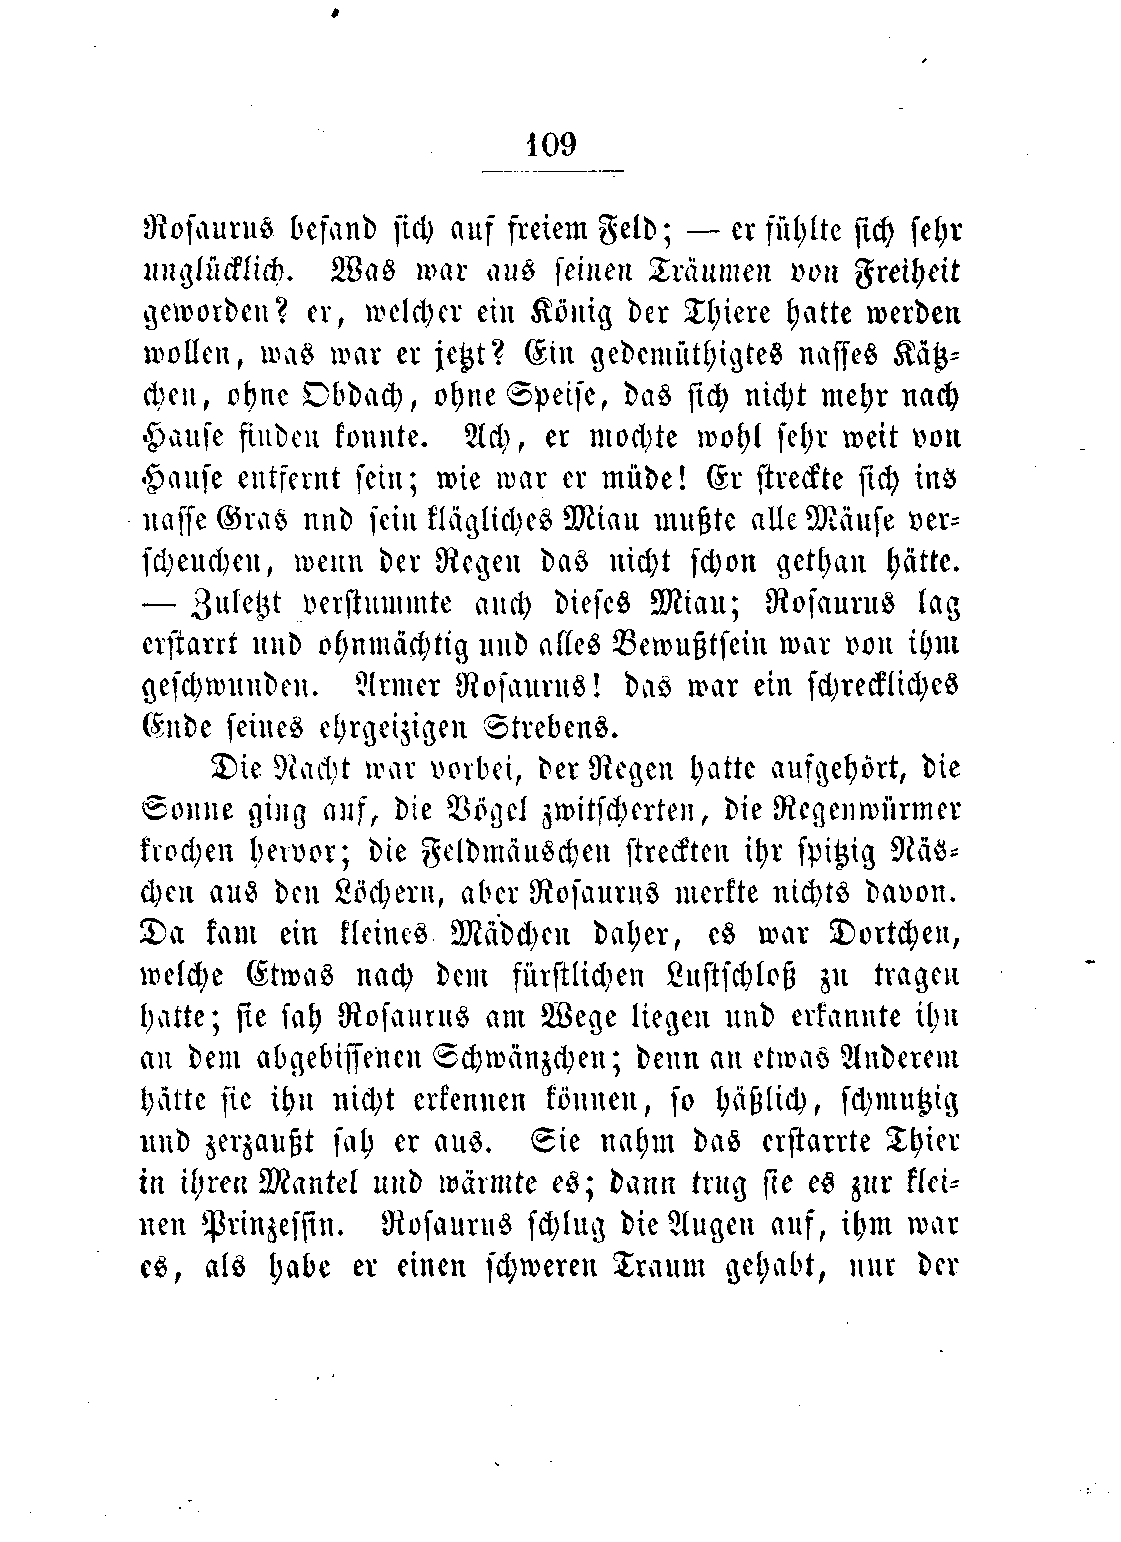 109
Rosaurus befand sich auf freiem Feld; — er fühlte sich sehr
unglücklich. Was war aus seinen Träumen von Freiheit
geworden? er, welcher ein König der Thiere hatte werden
wollen, was war er jetzt? Ein gedemüthigtes nasses Kätz-
chen, ohne Obdach, ohne Speise, das sich nicht mehr nach
Hause finden konnte. Ach, er mochte wohl sehr weit von
Hause entfernt sein; wie war er müde! Er streckte sich ins
nasse Gras nnd sein klägliches Miau mußte alle Mäuse ver-
scheuchen, wenn der Regen das nicht schon gethan hätte.
— Zuletzt verstummte auch dieses Miau; Rosaurus lag
erstarrt und ohnmächtig und alles Bewußtsein war von ihm
geschwunden. Armer Rosaurus! das war ein schreckliches
Ende seines ehrgeizigen Strebens.
Die Nacht war vorbei, der Regen hatte aufgehört, die
Sonne ging auf, die Vögel zwitscherten, die Regenwürmer
krochen hervor; die Feldmäuschen streckten ihr spitzig Näs-
chen aus den Löchern, aber Rosaurus merkte nichts davon.
Da kam ein kleines Mädchen daher, es war Dortchen,
welche Etwas nach dem fürstlichen Lustschloß zu tragen
hatte; sie sah Rosaurus am Wege liegen und erkannte ihn
an dem abgebissenen Schwänzchen; denn an etwas Anderem
hätte sie ihn nicht erkennen können, so häßlich, schmutzig
und zerzaußt sah er aus. Sie nahm das erstarrte Thier
in ihren Mantel und wärmte es; dann trug sie es zur klei-
nen Prinzessin. Rosaurus schlug die Augen auf, ihm war
es, als habe er einen schweren Traum gehabt, nur der